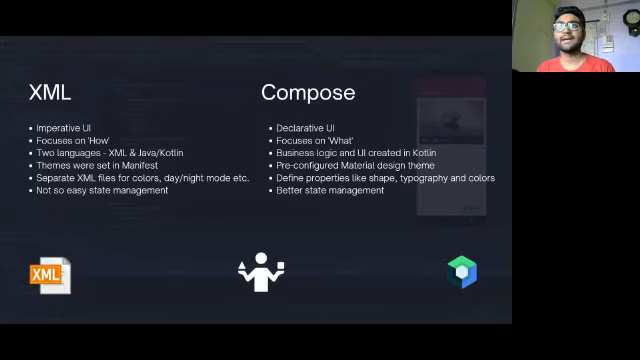 XML
Imperative UI
Focuses on 'How'
Two languages - XML & Java/Kotlin
Themes were set in Manifest
Separate XML files for colors, day/night mode etc.
Not so easy state management
Compose
Declarative UI
Focuses on 'What'
Business logic and UI created in Kotlin
Pre-configured Material design theme
Define properties like shape, typography and colors
Better state management
XML